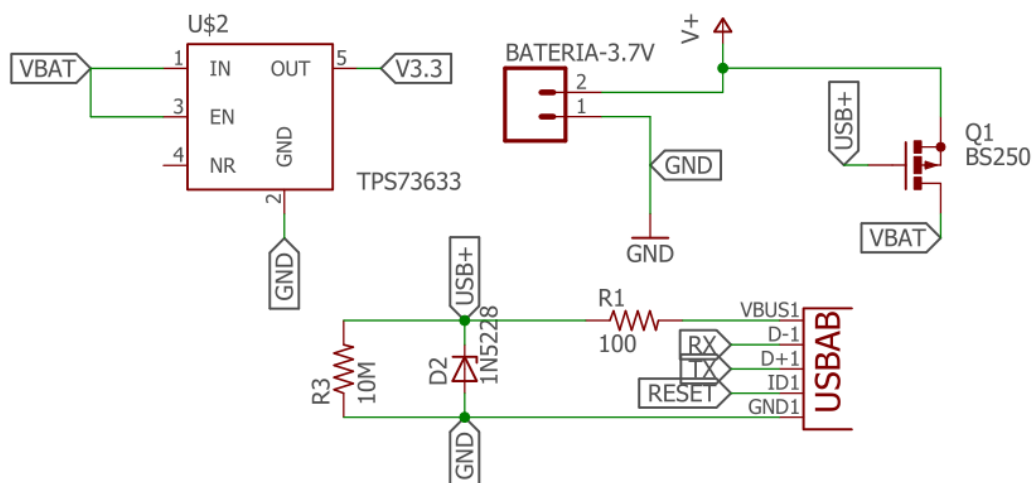 U$2
VBAT
1
IN
OUT
5
V3.3
3
EN
4
NR
GND
2
TPS73633
GND
V+
BATERIA-3.7V
2
1
GND
GND
USB+
Q1
BS250
VBAT
USB+
R3
10M
D2
1N5228
GND
R1
100
VBUS1
D-1
D+1
ID1
GND1
RX
TX
RESET
USBAB